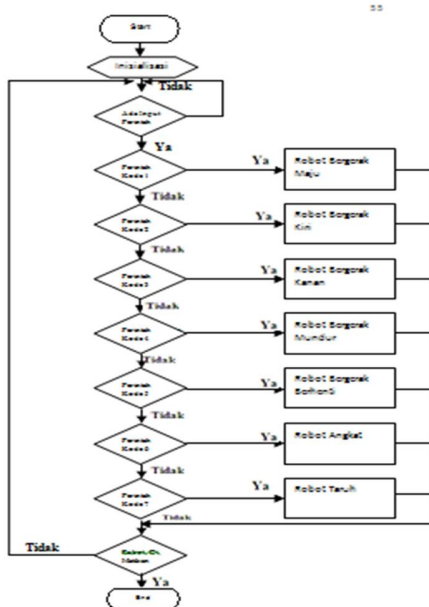 33
Start
Inisialisasi
Tidak
Ada Input
Perintah
Ya
Perintah
Kode 1
Ya
Robot Bergerak
Maju
Tidak
Perintah
Kode 2
Ya
Robot Bergerak
Kiri
Tidak
Perintah
Kode 3
Ya
Robot Bergerak
Kanan
Tidak
Perintah
Kode 4
Ya
Robot Bergerak
Mundur
Tidak
Perintah
Kode 5
Ya
Robot Bergerak
Berhenti
Tidak
Perintah
Kode 6
Ya
Robot Angkat
Tidak
Perintah
Kode 7
Ya
Robot Taruh
Tidak
Tidak
Ya
End